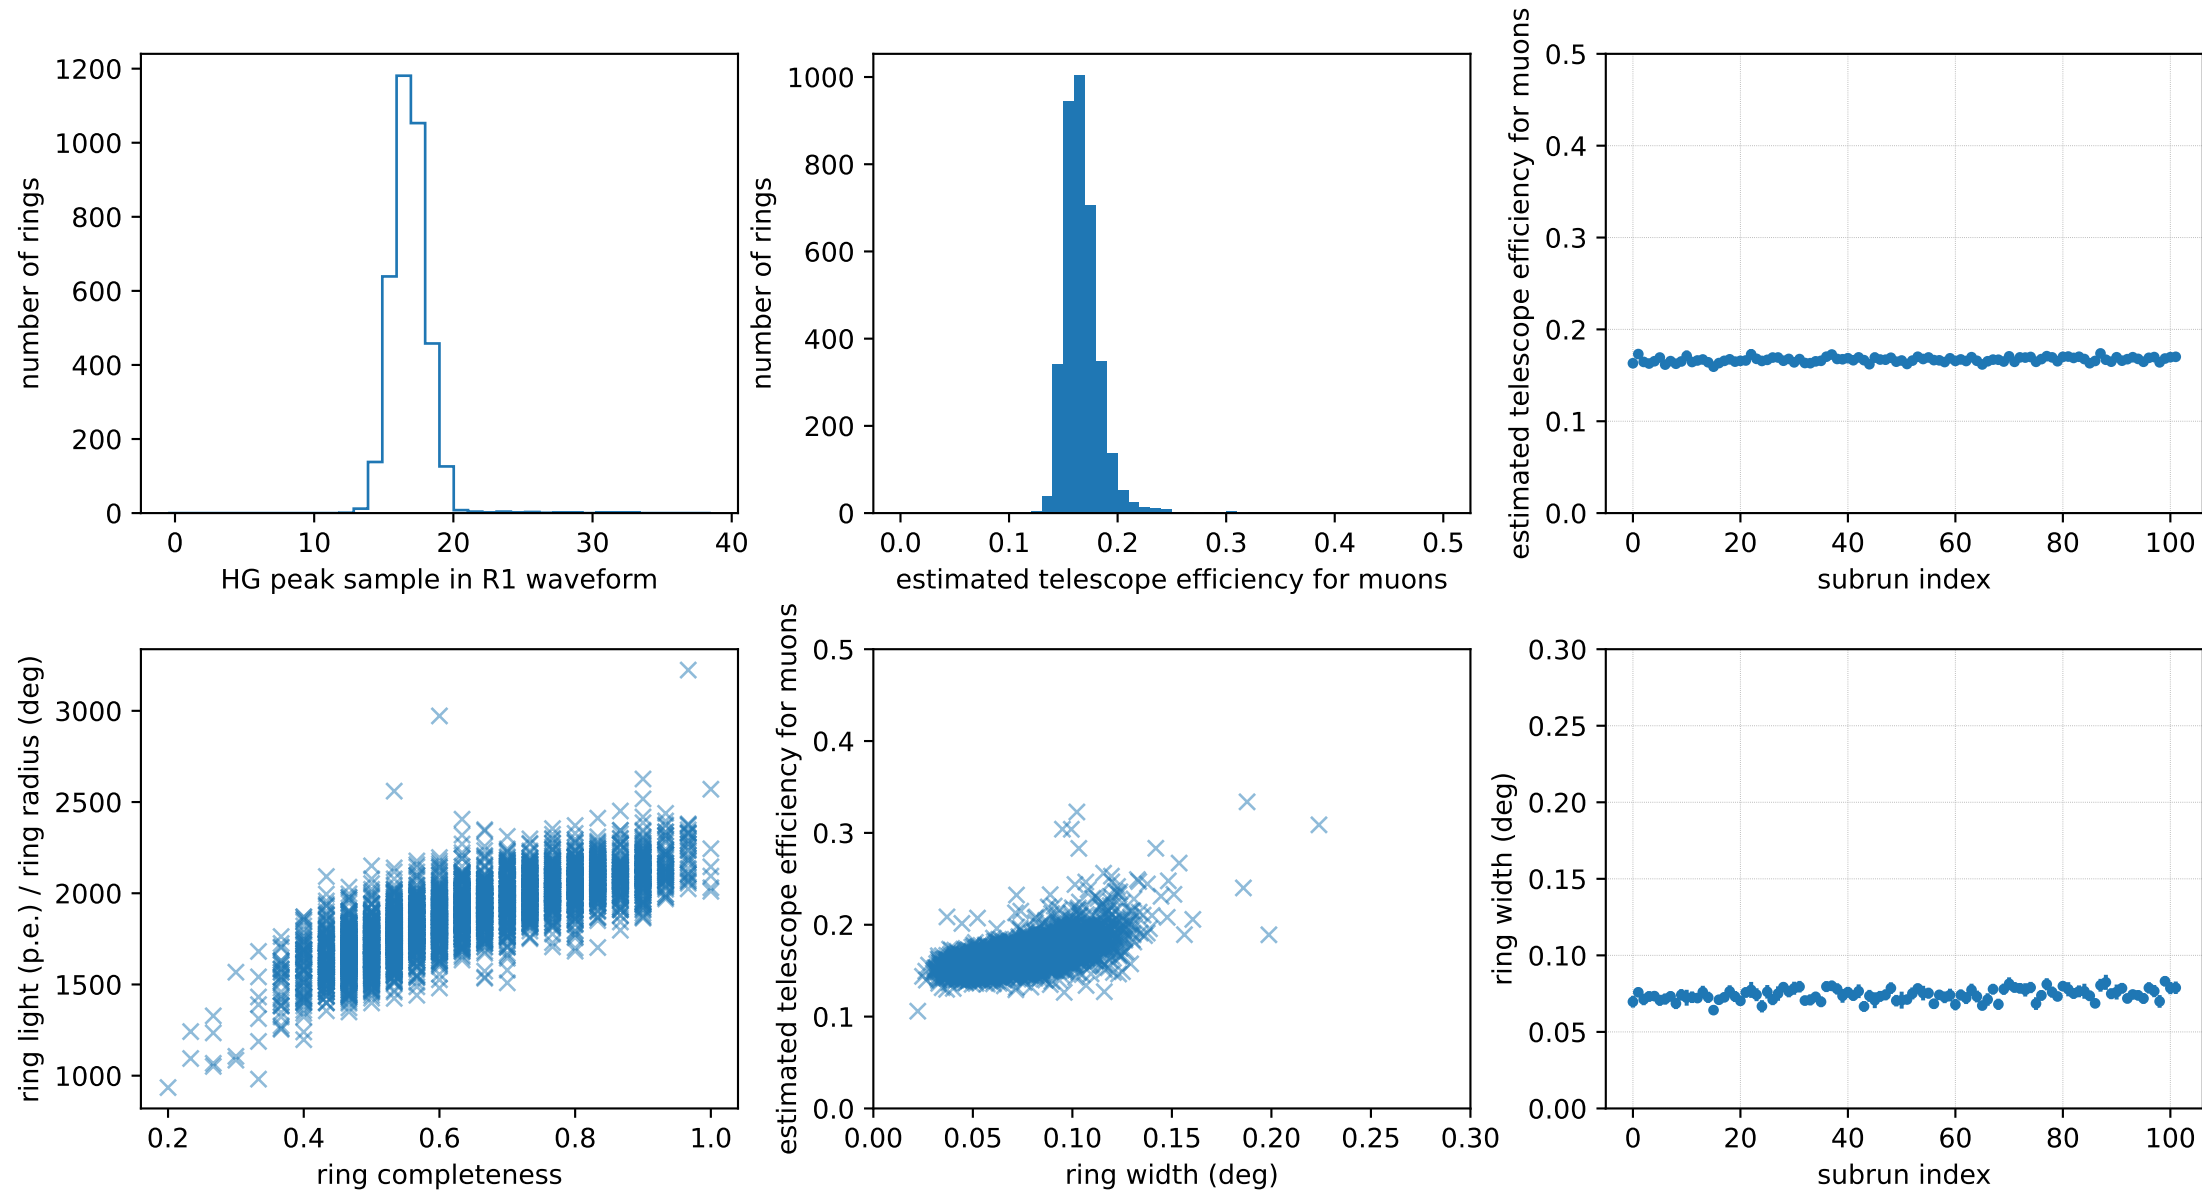 number of rings
1200
1000
800
600
400
200
0
0 10 20 30 40
HG peak sample in R1 waveform
number of rings
1000
800
600
400
200
0
0.0 0.1 0.2 0.3 0.4 0.5
estimated telescope efficiency for muons
estimated telescope efficiency for muons
0.5
0.4
0.3
0.2
0.1
0.0
0 20 40 60 80 100
subrun index
ring light (p.e.) / ring radius (deg)
3000
2500
2000
1500
1000
0.2 0.4 0.6 0.8 1.0
ring completeness
estimated telescope efficiency for muons
0.5
0.4
0.3
0.2
0.1
0.0
0.00 0.05 0.10 0.15 0.20 0.25 0.30
ring width (deg)
ring width (deg)
0.30
0.25
0.20
0.15
0.10
0.05
0.00
0 20 40 60 80 100
subrun index